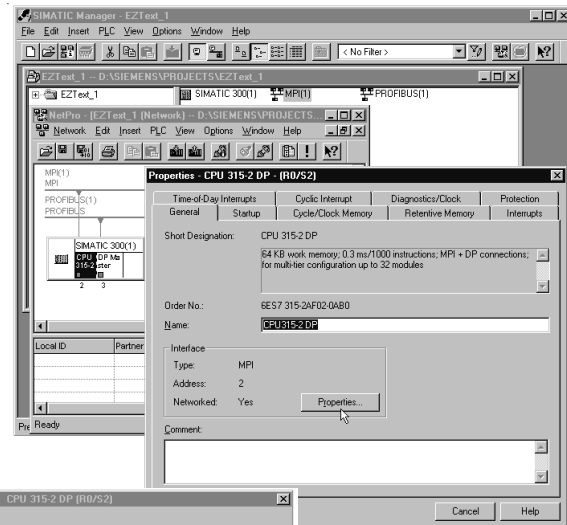 SIMATIC Manager - EZText_1
File Edit Insert PLC View Options Window Help
< No Filter >
EZText_1 -- D:\SIEMENS\PROJECTS\EZText_1
EZText_1
SIMATIC 300(1)
MPI(1)
PROFIBUS(1)
NetPro - [EZText_1 (Network) -- D:\SIEMENS\PROJECTS...
Network Edit Insert PLC View Options Window Help
MPI(1)
MPI
PROFIBUS(1)
PROFIBUS
SIMATIC 300(1)
CPU DP Ma
315-2 ster
2 3
Local ID Partner
Ready
Properties - CPU 315-2 DP - (R0/S2)
Time-of-Day Interrupts Cyclic Interrupt Diagnostics/Clock Protection
General Startup Cycle/Clock Memory Retentive Memory Interrupts
Short Designation: CPU 315-2 DP
64 KB work memory; 0.3 ms/1000 instructions; MPI + DP connections;
for multi-tier configuration up to 32 modules
Order No.: 6ES7 315-2AF02-0AB0
Name: CPU315-2 DP
Interface
Type: MPI
Address: 2
Networked: Yes Properties...
Comment:
Cancel Help
CPU 315-2 DP (R0/S2)